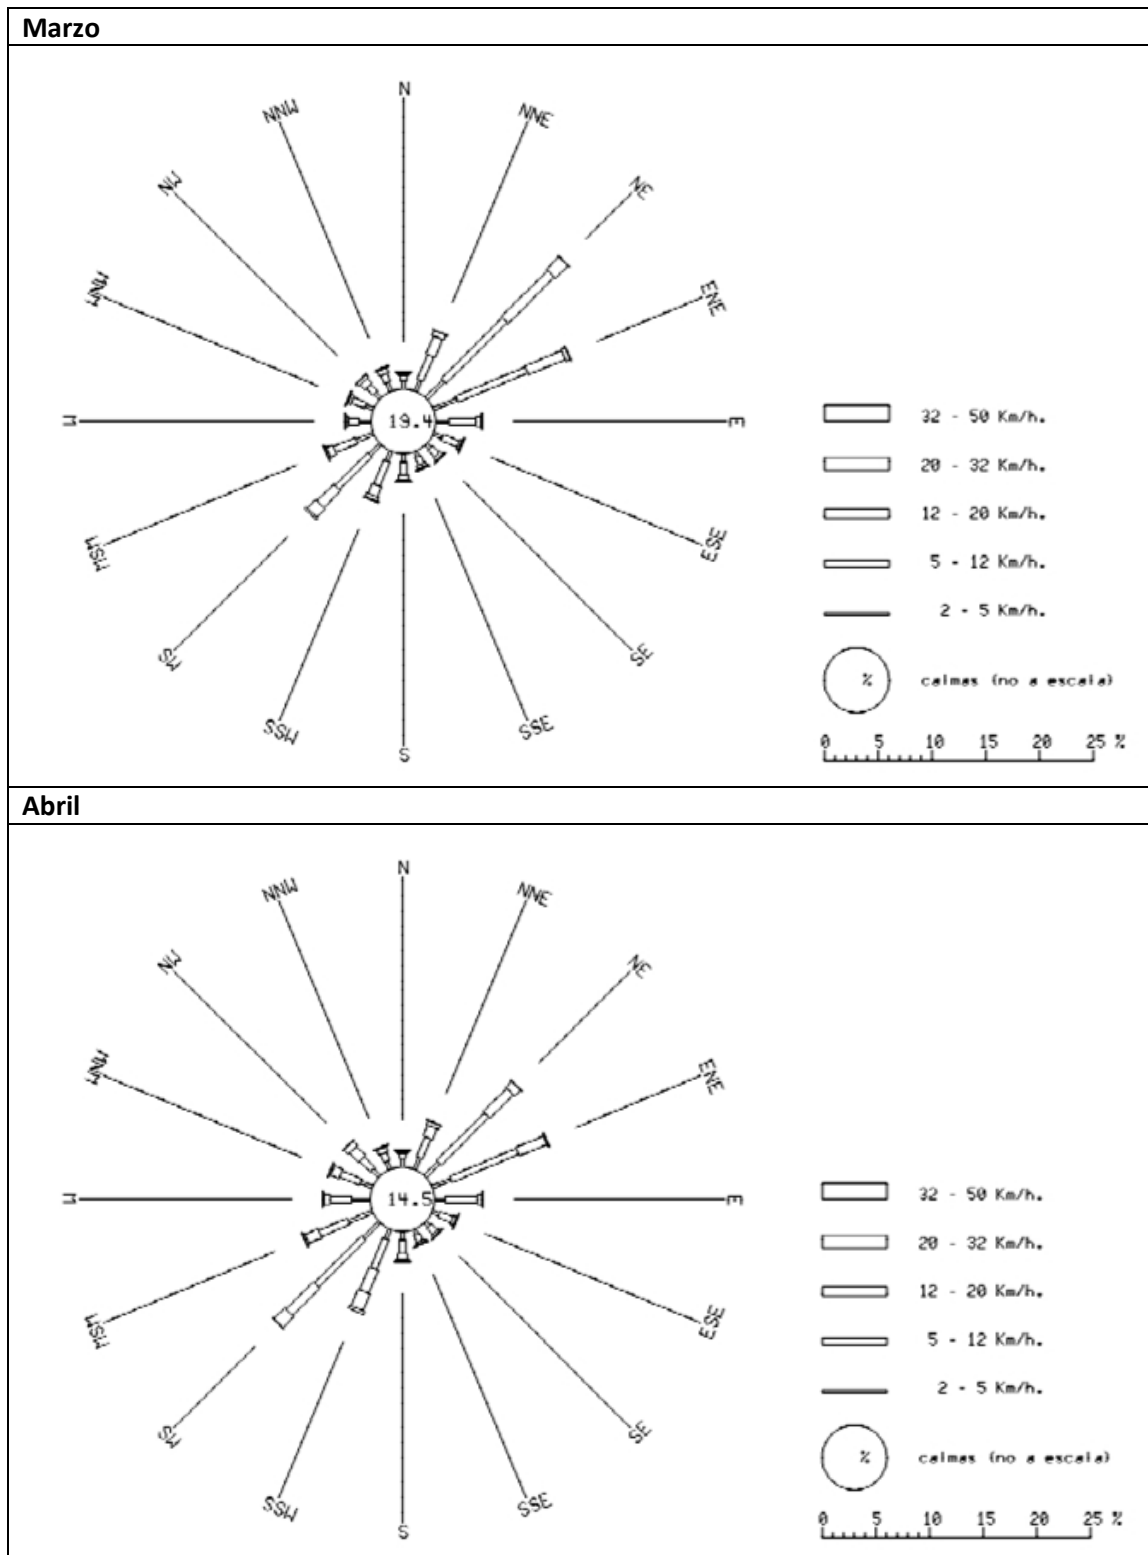 Marzo
N
NNW
NNE
NW
NE
WNW
ENE
W
19.4
E
WSW
ESE
SW
SE
SSW
SSE
S
32 - 50 Km/h.
20 - 32 Km/h.
12 - 20 Km/h.
5 - 12 Km/h.
2 - 5 Km/h.
% calmas (no a escala)
0 5 10 15 20 25 %
Abril
N
NNW
NNE
NW
NE
WNW
ENE
W
14.5
E
WSW
ESE
SW
SE
SSW
SSE
S
32 - 50 Km/h.
20 - 32 Km/h.
12 - 20 Km/h.
5 - 12 Km/h.
2 - 5 Km/h.
% calmas (no a escala)
0 5 10 15 20 25 %